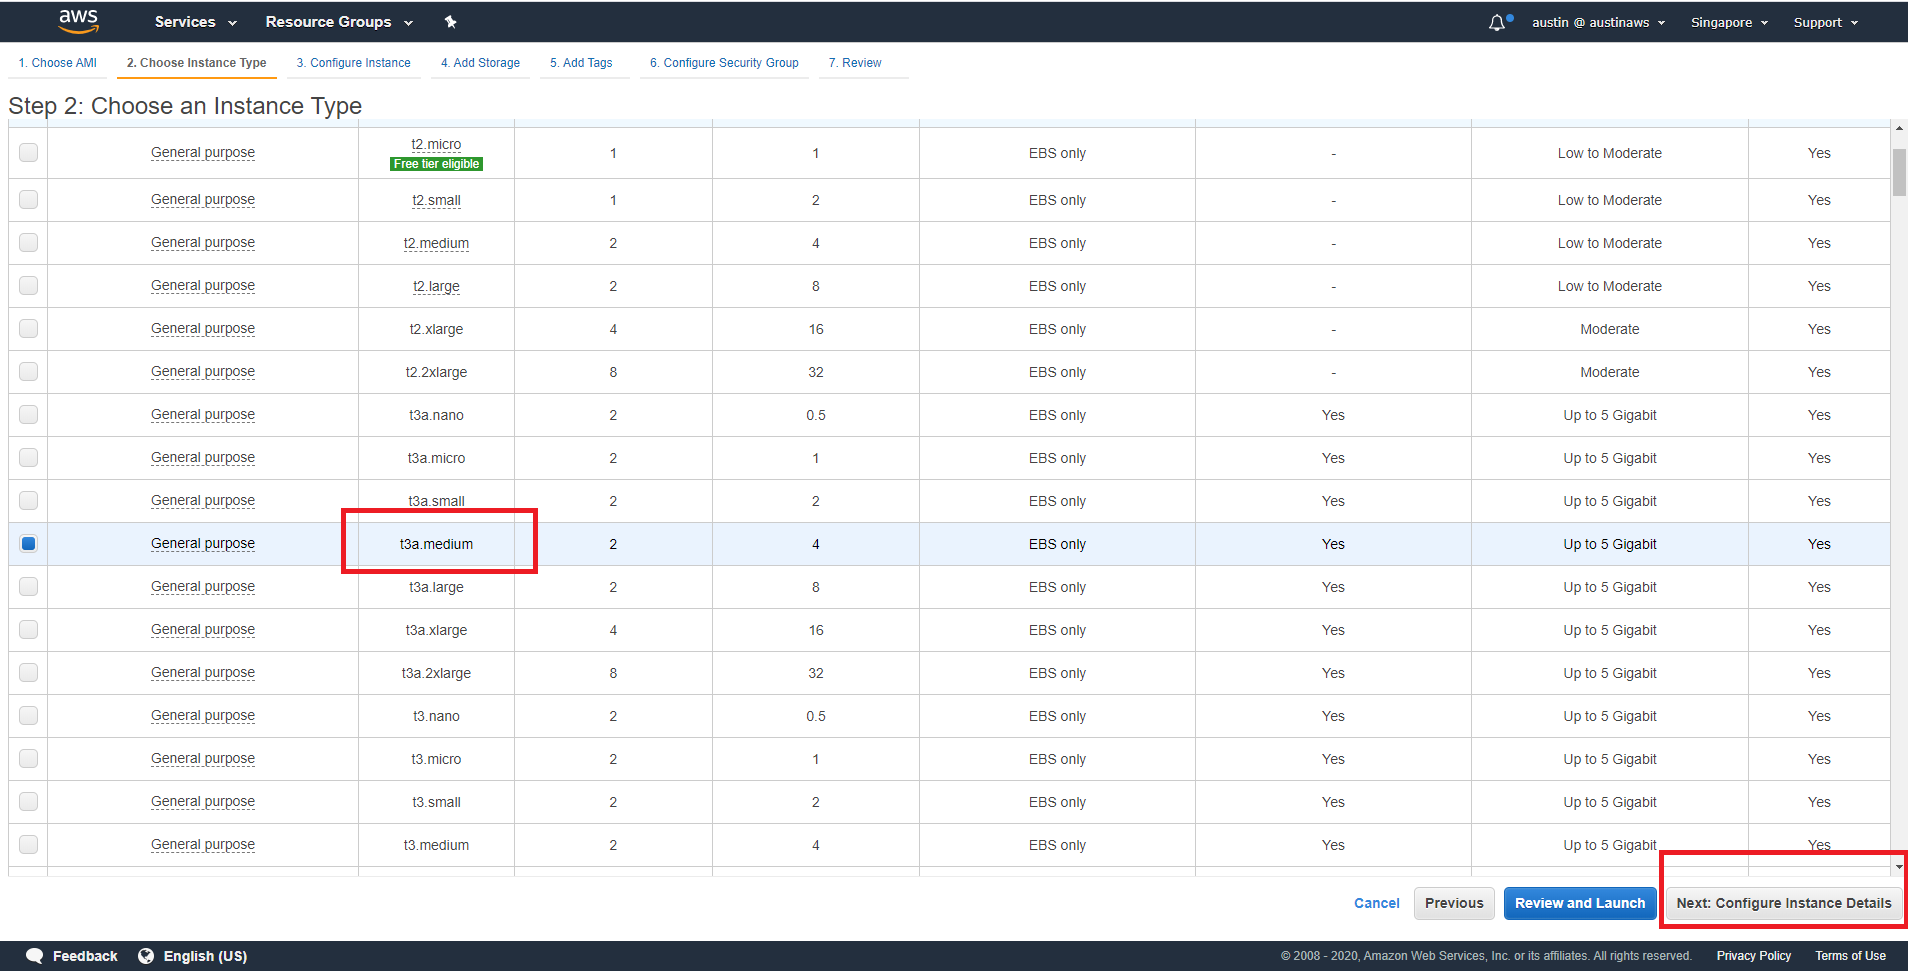 aws Services Resource Groups austin @ austinaws Singapore Support
1. Choose AMI 2. Choose Instance Type 3. Configure Instance 4. Add Storage 5. Add Tags 6. Configure Security Group 7. Review
Step 2: Choose an Instance Type
General purpose t2.micro 1 1 EBS only - Low to Moderate Yes
Free tier eligible
General purpose t2.small 1 2 EBS only - Low to Moderate Yes
General purpose t2.medium 2 4 EBS only - Low to Moderate Yes
General purpose t2.large 2 8 EBS only - Low to Moderate Yes
General purpose t2.xlarge 4 16 EBS only - Moderate Yes
General purpose t2.2xlarge 8 32 EBS only - Moderate Yes
General purpose t3a.nano 2 0.5 EBS only Yes Up to 5 Gigabit Yes
General purpose t3a.micro 2 1 EBS only Yes Up to 5 Gigabit Yes
General purpose t3a.small 2 2 EBS only Yes Up to 5 Gigabit Yes
General purpose t3a.medium 2 4 EBS only Yes Up to 5 Gigabit Yes
General purpose t3a.large 2 8 EBS only Yes Up to 5 Gigabit Yes
General purpose t3a.xlarge 4 16 EBS only Yes Up to 5 Gigabit Yes
General purpose t3a.2xlarge 8 32 EBS only Yes Up to 5 Gigabit Yes
General purpose t3.nano 2 0.5 EBS only Yes Up to 5 Gigabit Yes
General purpose t3.micro 2 1 EBS only Yes Up to 5 Gigabit Yes
General purpose t3.small 2 2 EBS only Yes Up to 5 Gigabit Yes
General purpose t3.medium 2 4 EBS only Yes Up to 5 Gigabit Yes
Cancel Previous Review and Launch Next: Configure Instance Details
Feedback English (US) © 2008 - 2020, Amazon Web Services, Inc. or its affiliates. All rights reserved. Privacy Policy Terms of Use